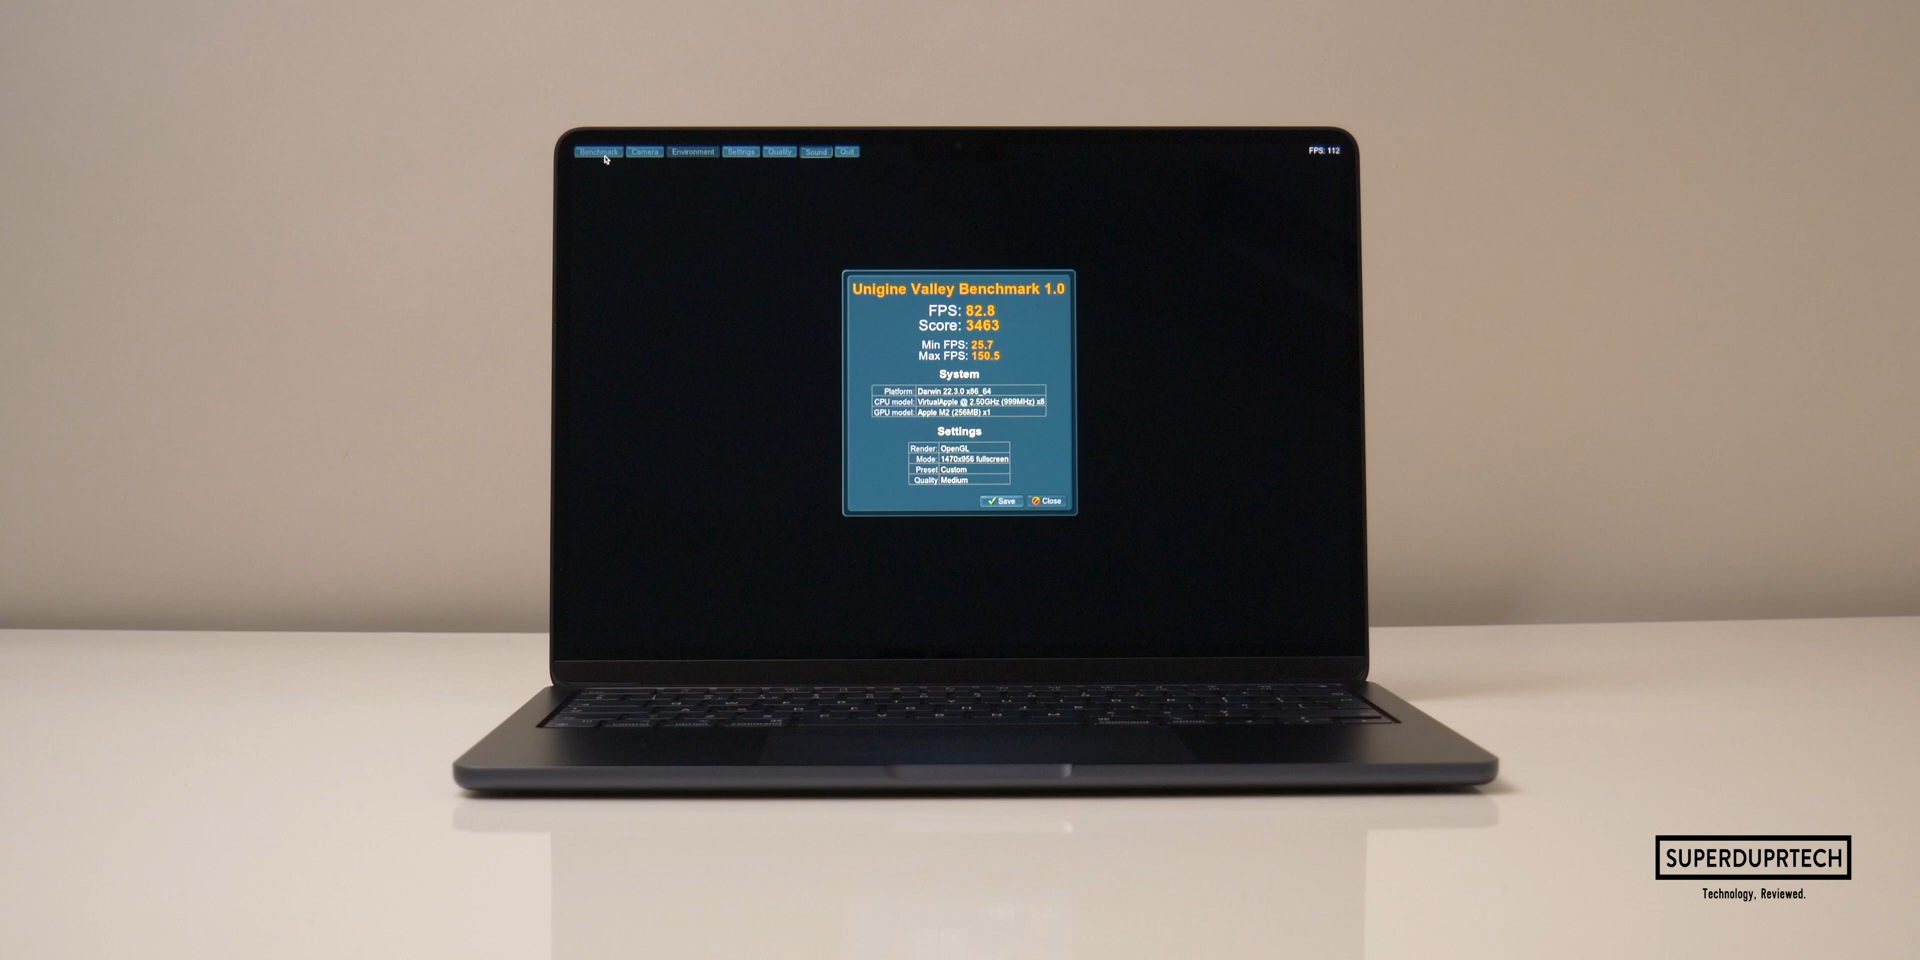 Benchmark Camera Environment Settings Quality Sound Quit
FPS: 112
Unigine Valley Benchmark 1.0
FPS: 82.8
Score: 3463
Min FPS: 25.7
Max FPS: 150.5
System
Platform: Darwin 22.3.0 x86_64
CPU model: VirtualApple @ 2.50GHz (999MHz) x8
GPU model: Apple M2 (256MB) x1
Settings
Render: OpenGL
Mode: 1470x956 fullscreen
Preset Custom
Quality Medium
Save Close
SUPERDUPRTECH
Technology, Reviewed.